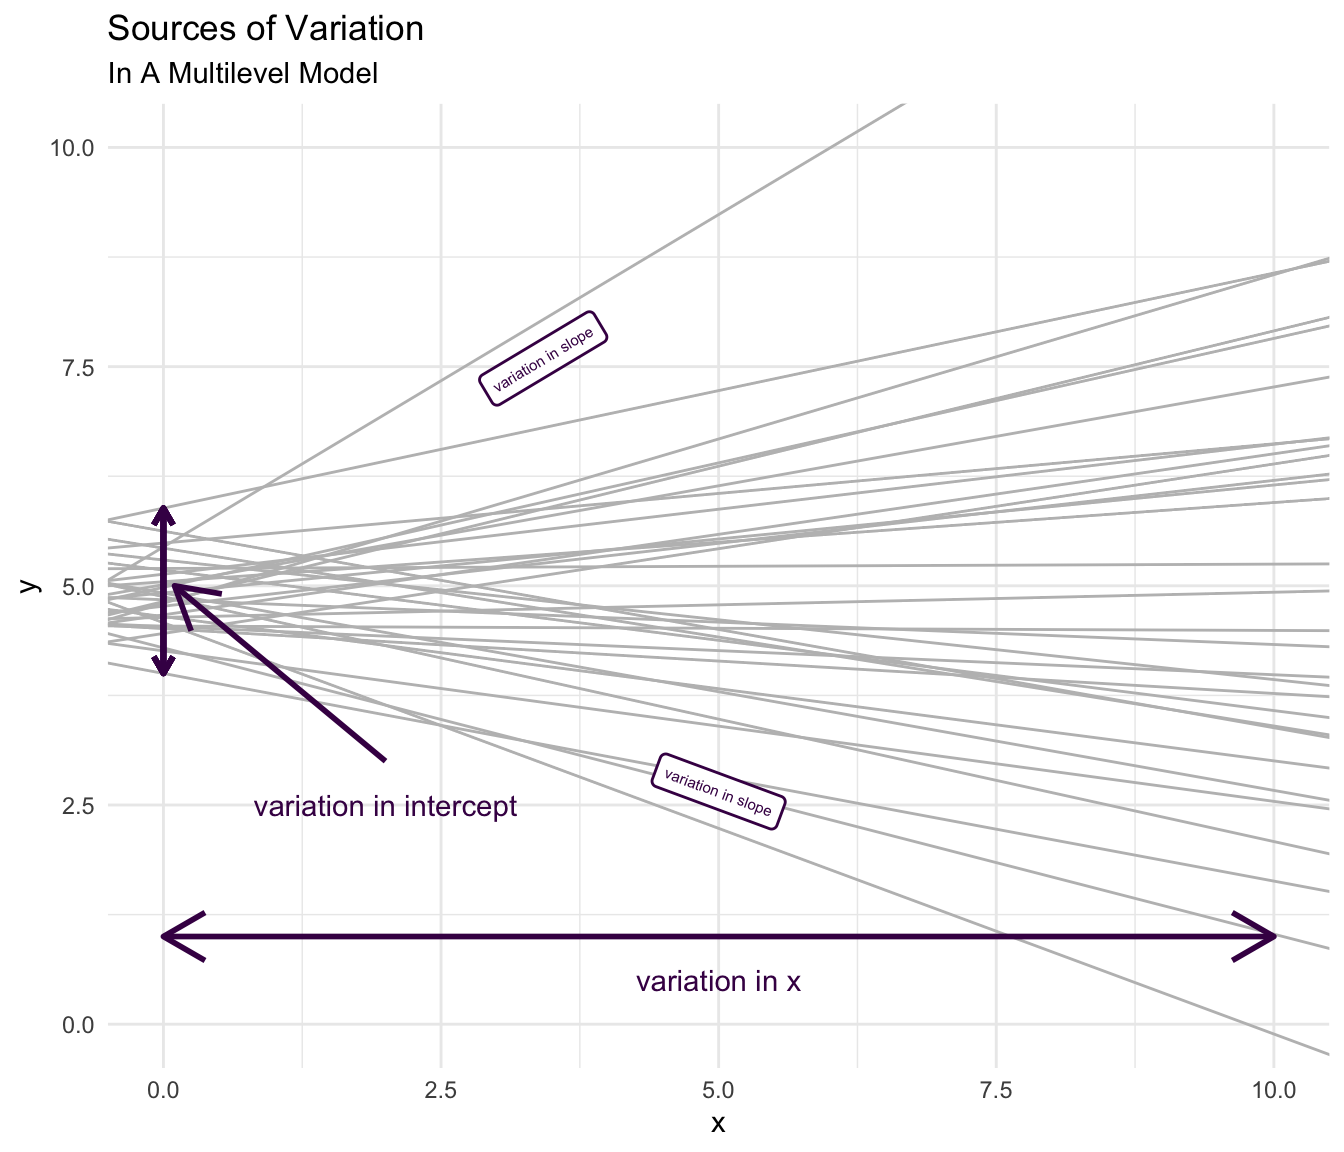 Sources of Variation
In A Multilevel Model
10.0
7.5
5.0
2.5
0.0
y
variation in slope
variation in slope
variation in intercept
variation in x
0.0 2.5 5.0 7.5 10.0
x